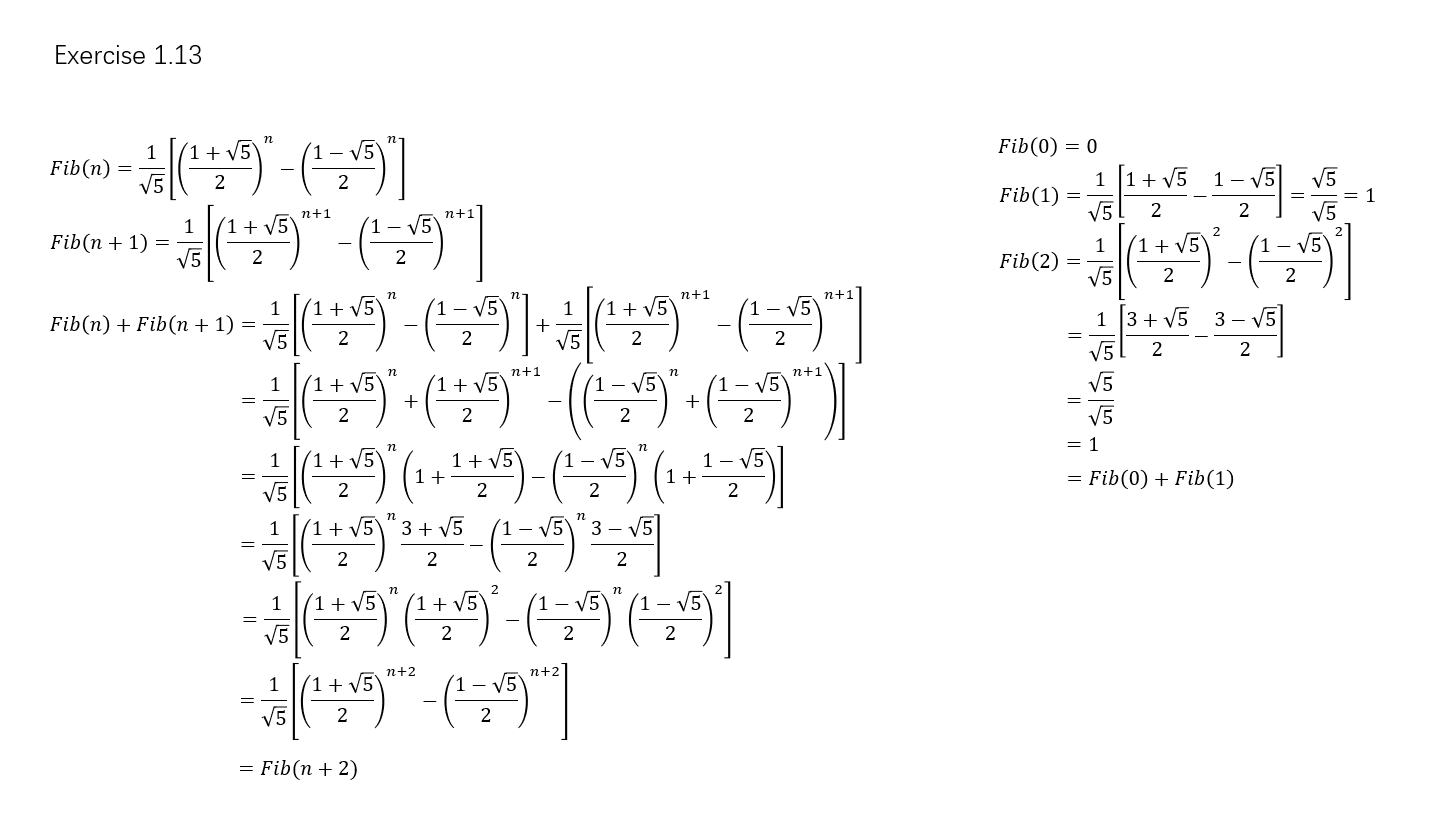 Exercise 1.13
Fib(n) = 1/√5 [((1 + √5)/2)^n − ((1 − √5)/2)^n]
Fib(n + 1) = 1/√5 [((1 + √5)/2)^(n+1) − ((1 − √5)/2)^(n+1)]
Fib(n) + Fib(n + 1) = 1/√5 [((1 + √5)/2)^n − ((1 − √5)/2)^n] + 1/√5 [((1 + √5)/2)^(n+1) − ((1 − √5)/2)^(n+1)]
= 1/√5 [((1 + √5)/2)^n + ((1 + √5)/2)^(n+1) − (((1 − √5)/2)^n + ((1 − √5)/2)^(n+1))]
= 1/√5 [((1 + √5)/2)^n (1 + (1 + √5)/2) − ((1 − √5)/2)^n (1 + (1 − √5)/2)]
= 1/√5 [((1 + √5)/2)^n (3 + √5)/2 − ((1 − √5)/2)^n (3 − √5)/2]
= 1/√5 [((1 + √5)/2)^n ((1 + √5)/2)^2 − ((1 − √5)/2)^n ((1 − √5)/2)^2]
= 1/√5 [((1 + √5)/2)^(n+2) − ((1 − √5)/2)^(n+2)]
= Fib(n + 2)
Fib(0) = 0
Fib(1) = 1/√5 [(1 + √5)/2 − (1 − √5)/2] = √5/√5 = 1
Fib(2) = 1/√5 [((1 + √5)/2)^2 − ((1 − √5)/2)^2]
= 1/√5 [(3 + √5)/2 − (3 − √5)/2]
= √5/√5
= 1
= Fib(0) + Fib(1)